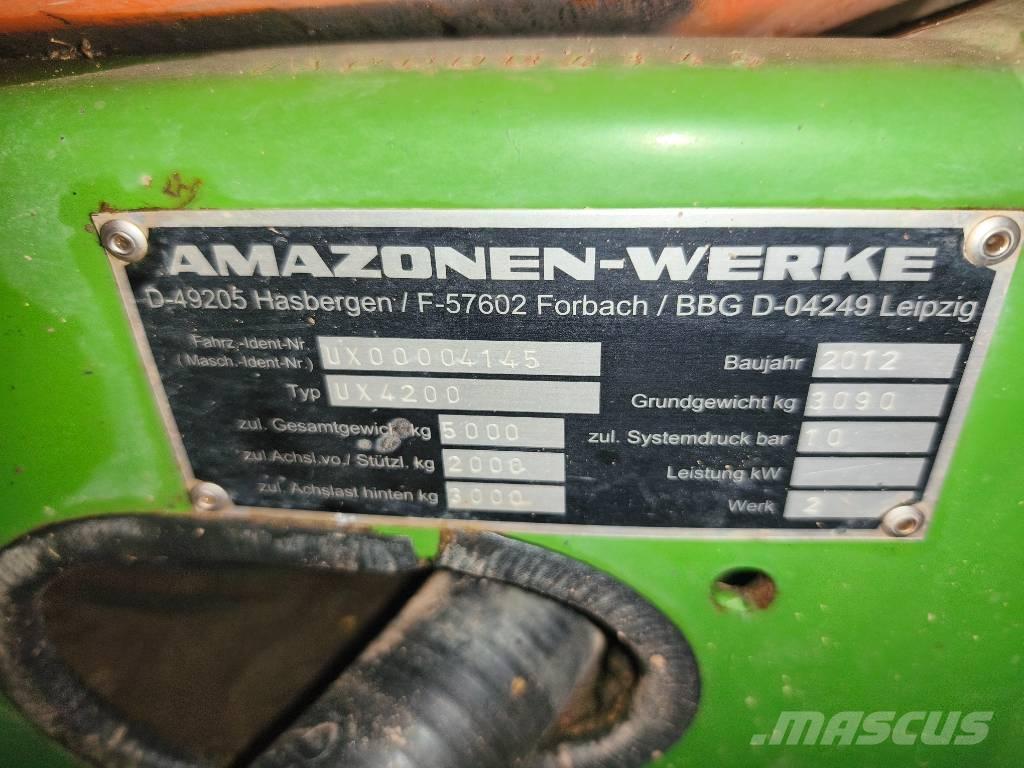 AMAZONEN-WERKE
D-49205 Hasbergen / F-57602 Forbach / BBG D-04249 Leipzig
Fahrz.-Ident-Nr.
(Masch.-Ident-Nr.) UX00004145
Typ UX4200
zul. Gesamtgewicht kg 5000
zul.Achsl.vo./ Stützl. kg 2000
zul. Achslast hinten kg 3000
Baujahr 2012
Grundgewicht kg 3090
zul. Systemdruck bar 10
Leistung kW
Werk 2
MASCUS